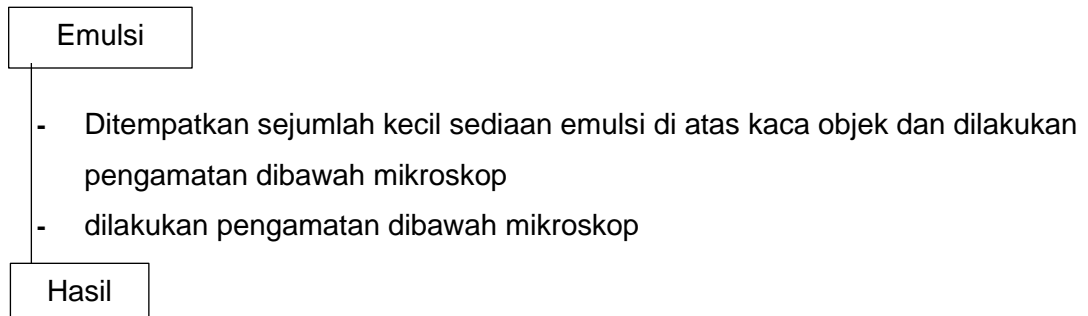 Emulsi
- Ditempatkan sejumlah kecil sediaan emulsi di atas kaca objek dan dilakukan
pengamatan dibawah mikroskop
- dilakukan pengamatan dibawah mikroskop
Hasil